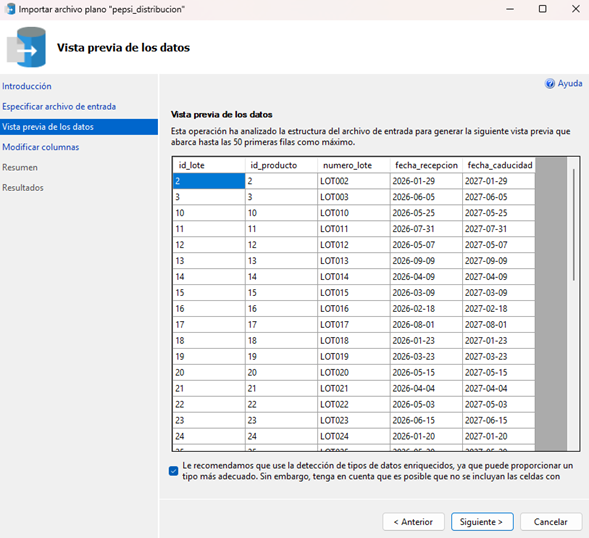 Importar archivo plano "pepsi_distribucion"
Vista previa de los datos
Introducción
Especificar archivo de entrada
Vista previa de los datos
Modificar columnas
Resumen
Resultados
Ayuda
Vista previa de los datos
Esta operación ha analizado la estructura del archivo de entrada para generar la siguiente vista previa que
abarca hasta las 50 primeras filas como máximo.
id_lote id_producto numero_lote fecha_recepcion fecha_caducidad
2 2 LOT002 2026-01-29 2027-01-29
3 3 LOT003 2026-06-05 2027-06-05
10 10 LOT010 2026-05-25 2027-05-25
11 11 LOT011 2026-07-31 2027-07-31
12 12 LOT012 2026-05-07 2027-05-07
13 13 LOT013 2026-09-09 2027-09-09
14 14 LOT014 2026-04-09 2027-04-09
15 15 LOT015 2026-03-09 2027-03-09
16 16 LOT016 2026-02-18 2027-02-18
17 17 LOT017 2026-08-01 2027-08-01
18 18 LOT018 2026-01-23 2027-01-23
19 19 LOT019 2026-03-23 2027-03-23
20 20 LOT020 2026-05-15 2027-05-15
21 21 LOT021 2026-04-04 2027-04-04
22 22 LOT022 2026-05-03 2027-05-03
23 23 LOT023 2026-06-15 2027-06-15
24 24 LOT024 2026-01-20 2027-01-20
Le recomendamos que use la detección de tipos de datos enriquecidos, ya que puede proporcionar un
tipo más adecuado. Sin embargo, tenga en cuenta que es posible que no se incluyan las celdas con
< Anterior
Siguiente >
Cancelar